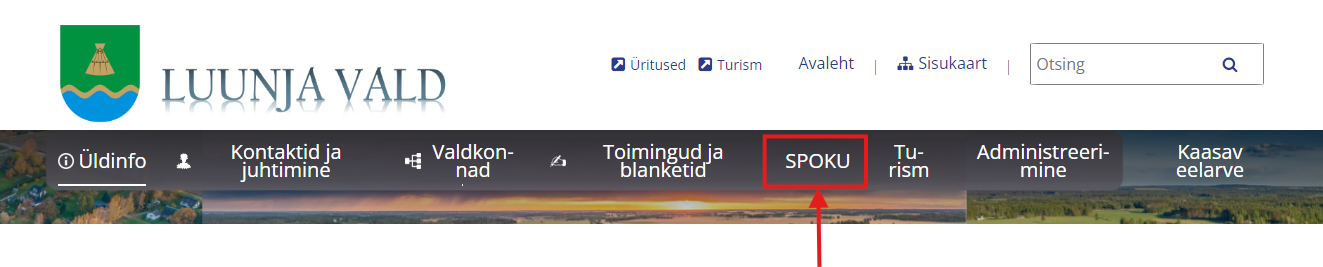 LUUNJA VALD
Üritused Turism Avaleht | Sisukaart | Otsing
Üldinfo
Kontaktid ja
juhtimine
Valdkon-
nad
Toimingud ja
blanketid
SPOKU
Tu-
rism
Administreeri-
mine
Kaasav
eelarve